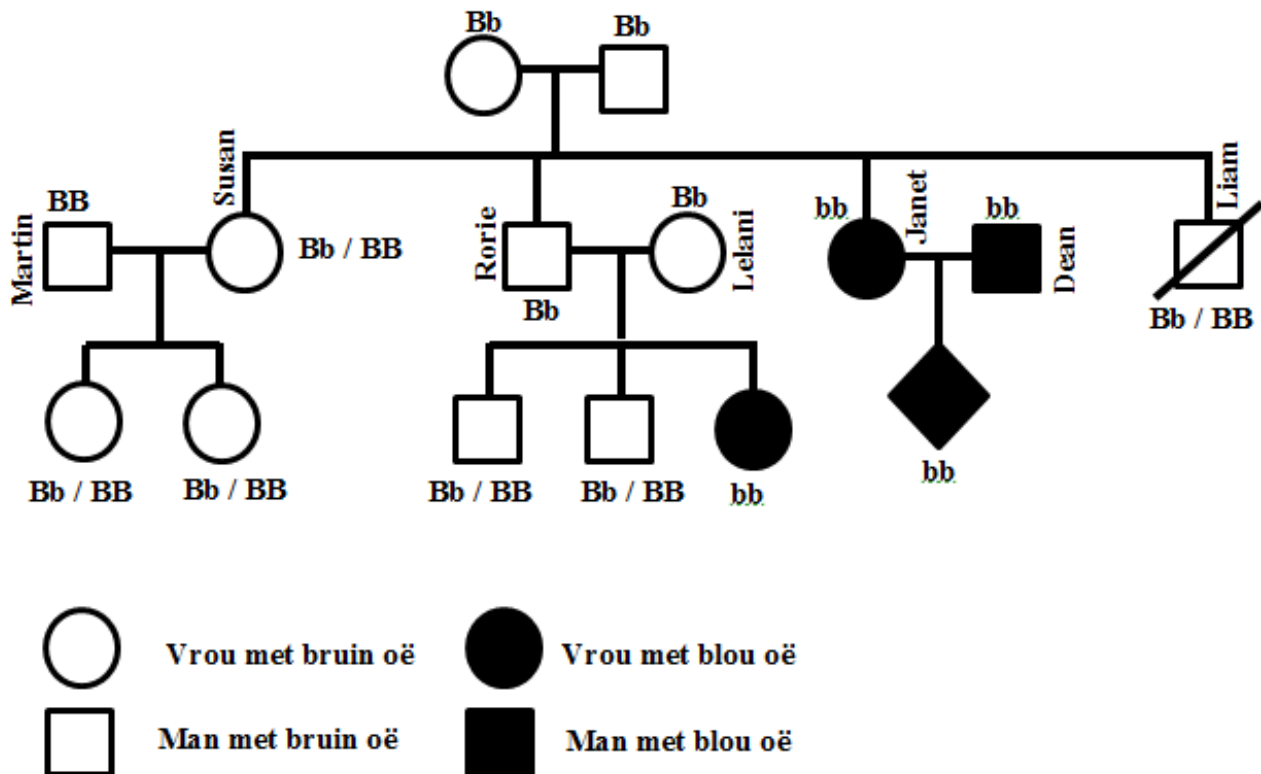 Bb Bb
Susan
BB
Martin
Bb / BB
Rorie
Bb
Bb
Lelani
bb
Janet
bb
Dean
Liam
Bb / BB
Bb / BB Bb / BB
Bb / BB Bb / BB bb
bb
Vrou met bruin oë Vrou met blou oë
Man met bruin oë Man met blou oë